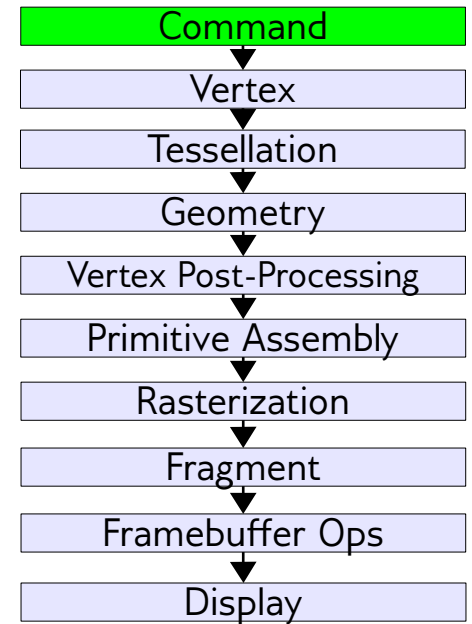 Command
Vertex
Tessellation
Geometry
Vertex Post-Processing
Primitive Assembly
Rasterization
Fragment
Framebuffer Ops
Display